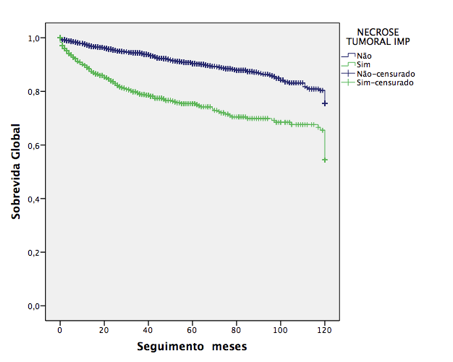 NECROSE
TUMORAL IMP
Não
Sim
Não-censurado
Sim-censurado
1,0
0,8
0,6
0,4
0,2
0,0
Sobrevida Global
0 20 40 60 80 100 120
Seguimento meses